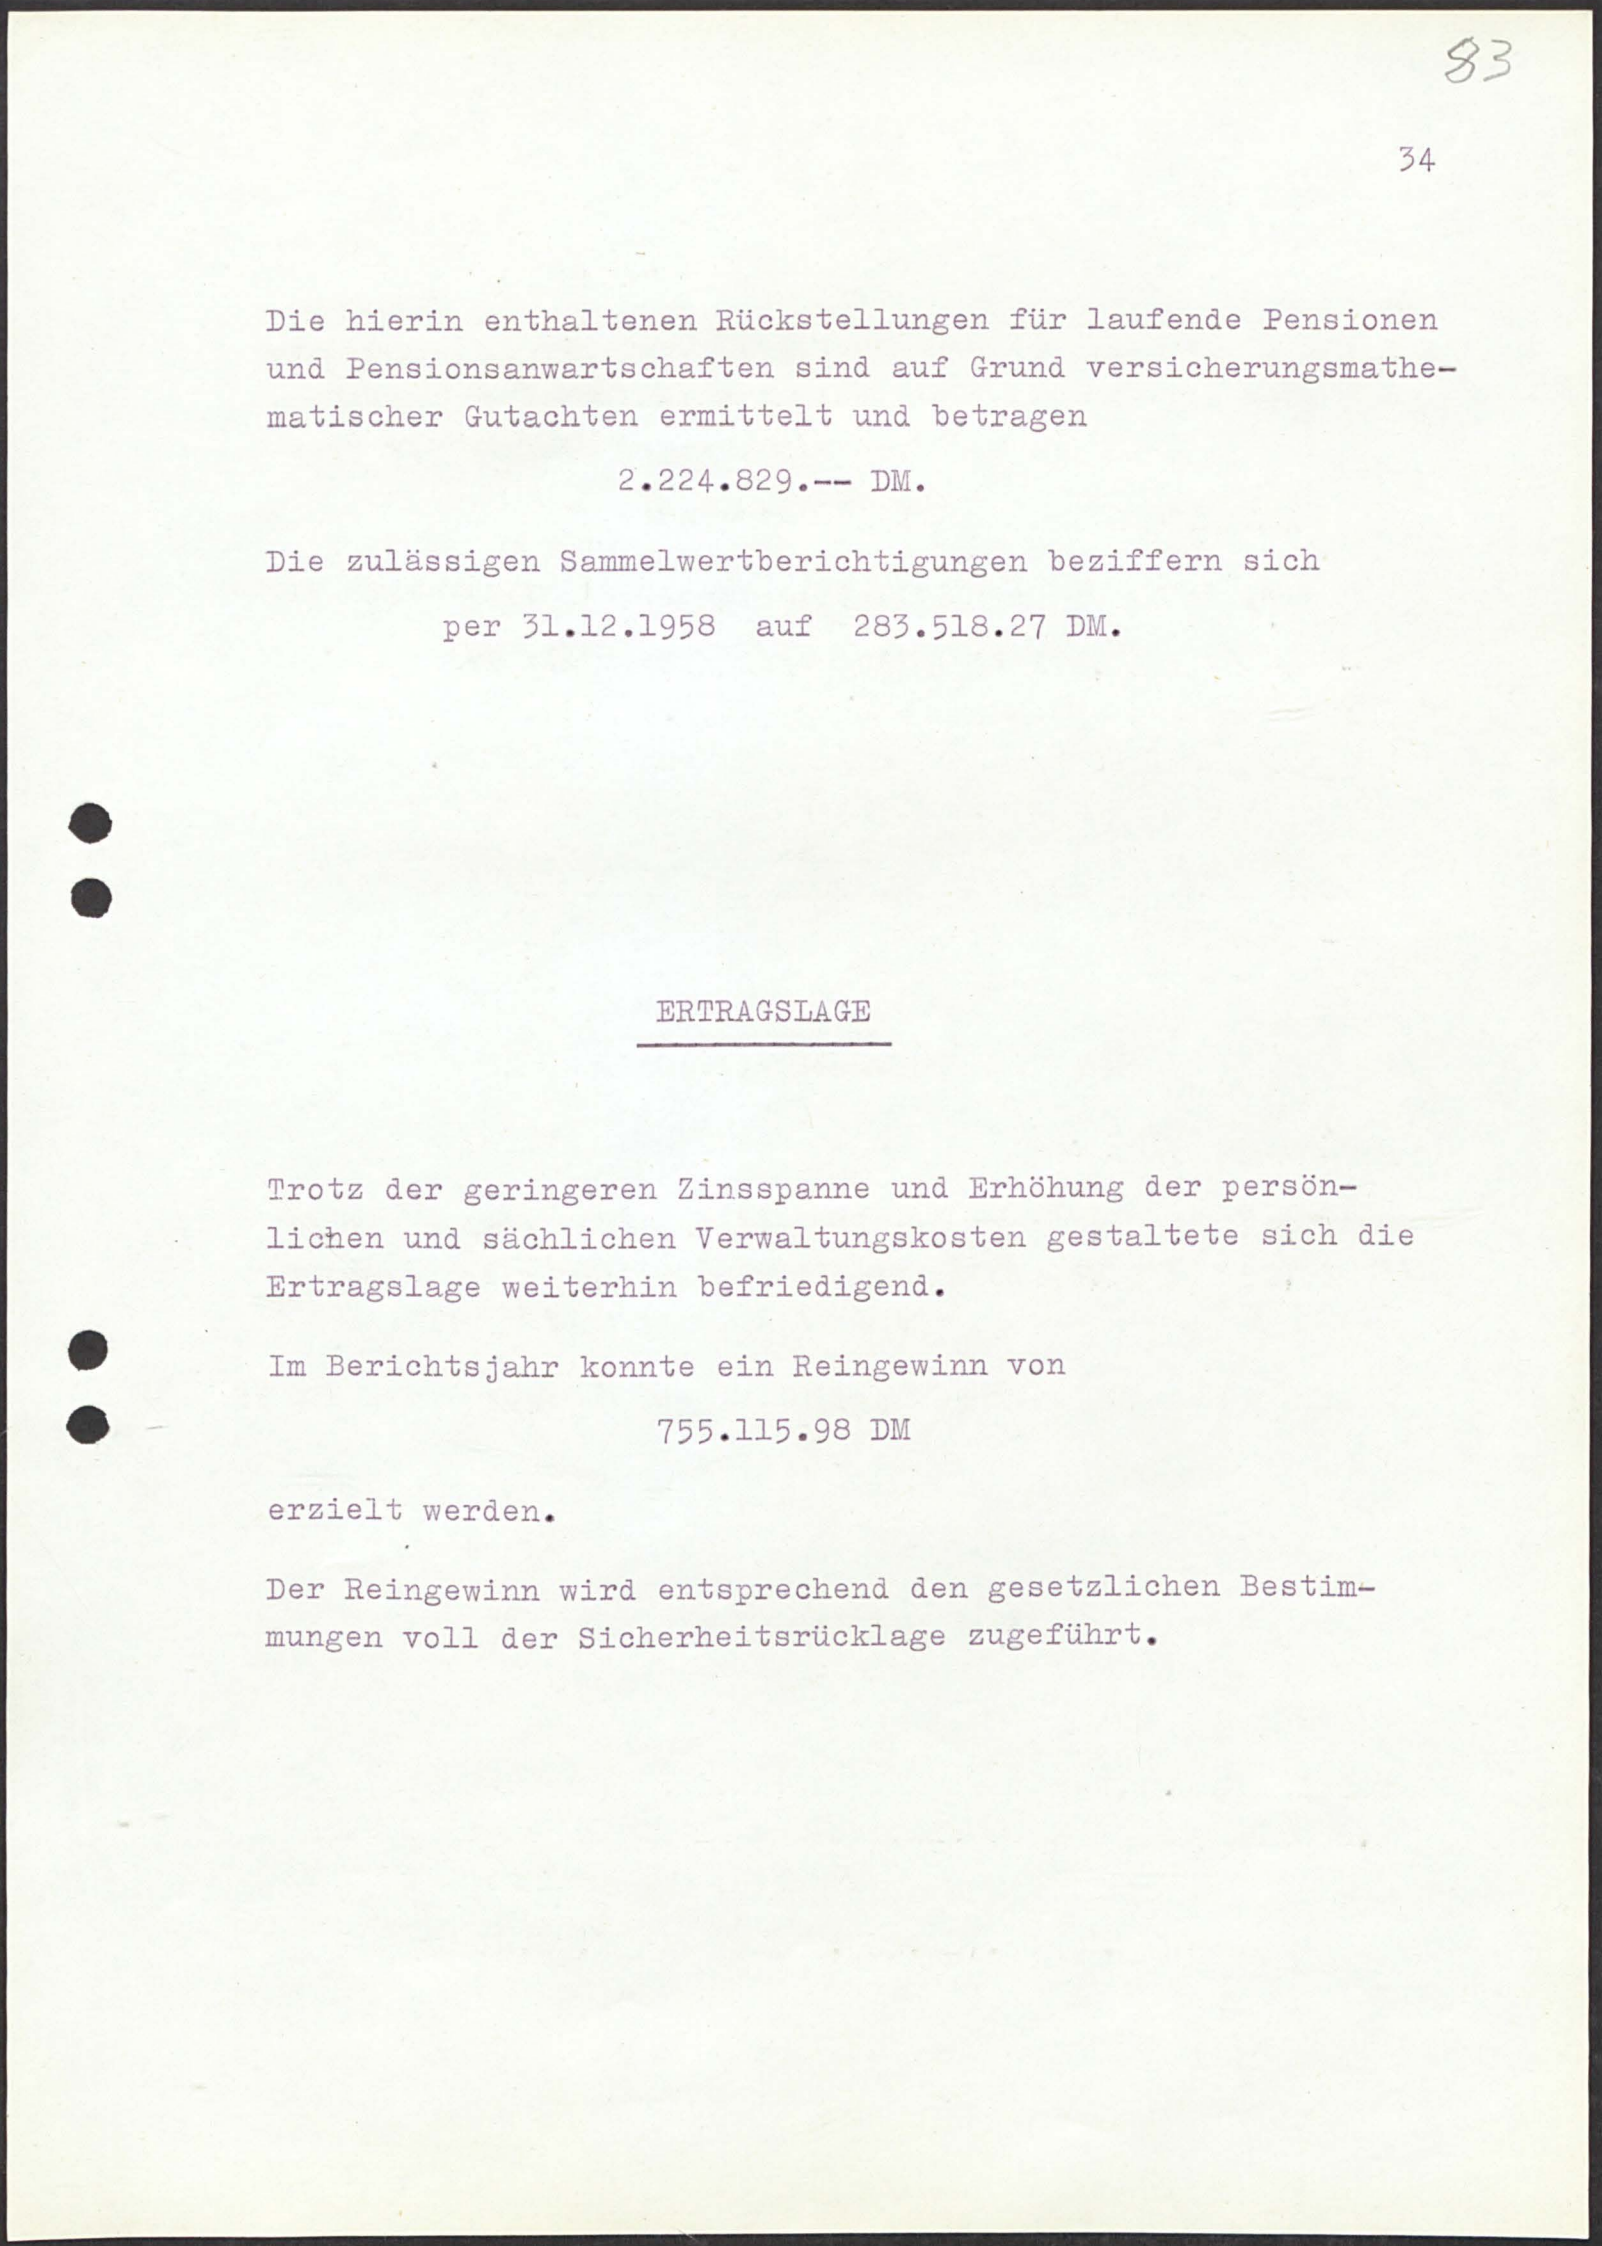 83
34
Die hierin enthaltenen Rückstellungen für laufende Pensionen
und Pensionsanwartschaften sind auf Grund versicherungsmathe-
matischer Gutachten ermittelt und betragen
2.224.829.-- DM.
Die zulässigen Sammelwertberichtigungen beziffern sich
per 31.12.1958 auf 283.518.27 DM.
ERTRAGSLAGE
Trotz der geringeren Zinsspanne und Erhöhung der persön-
lichen und sächlichen Verwaltungskosten gestaltete sich die
Ertragslage weiterhin befriedigend.
Im Berichtsjahr konnte ein Reingewinn von
755.115.98 DM
erzielt werden.
Der Reingewinn wird entsprechend den gesetzlichen Bestim-
mungen voll der Sicherheitsrücklage zugeführt.